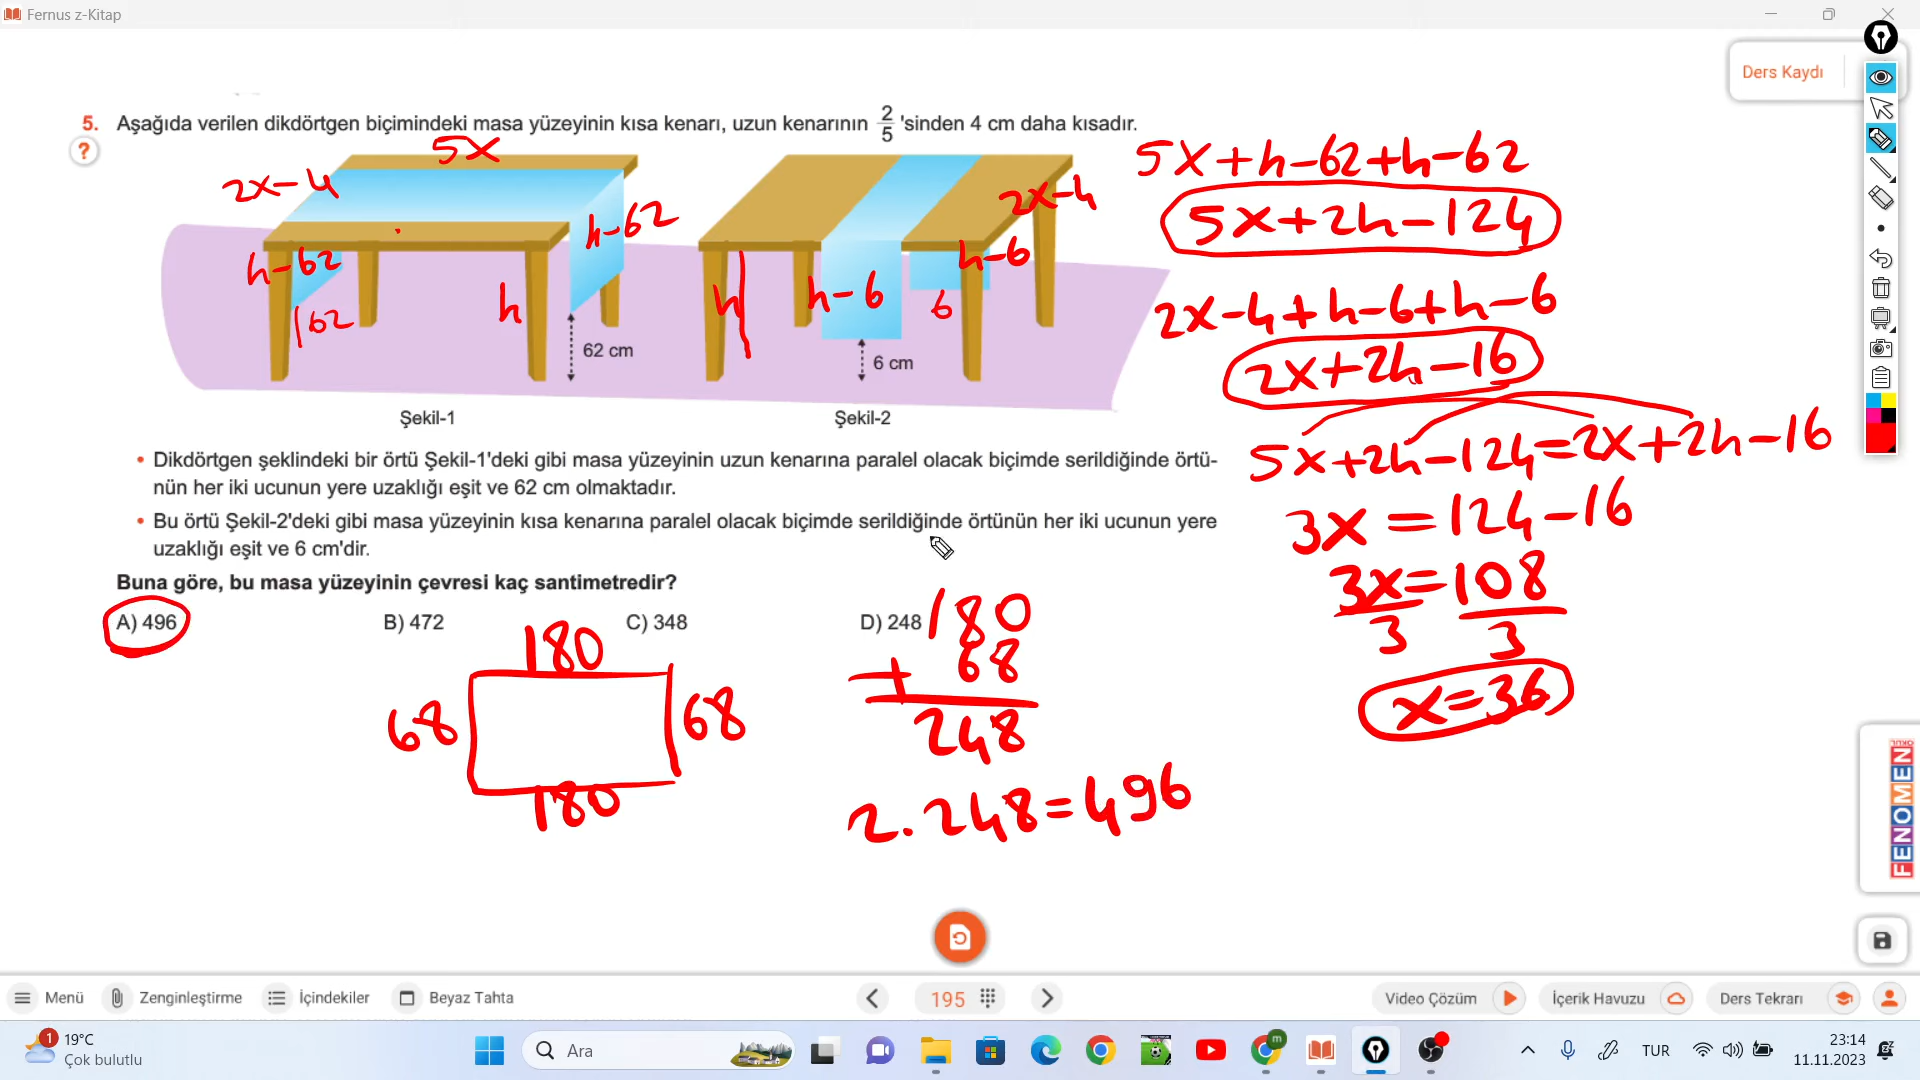 Fernus z-Kitap
Ders Kaydı
5. Aşağıda verilen dikdörtgen biçimindeki masa yüzeyinin kısa kenarı, uzun kenarının 2/5 'sinden 4 cm daha kısadır.
?
5x
2x-4
h-62
h-62
162
h
62 cm
Şekil-1
2x-4
h-6
h
h-6
6
6 cm
Şekil-2
5x+h-62+h-62
5x+2h-124
2x-4+h-6+h-6
2x+2h-16
5x+2h-124=2x+2h-16
3x=124-16
3x=108
3 3
x=36
• Dikdörtgen şeklindeki bir örtü Şekil-1'deki gibi masa yüzeyinin uzun kenarına paralel olacak biçimde serildiğinde örtü-
nün her iki ucunun yere uzaklığı eşit ve 62 cm olmaktadır.
• Bu örtü Şekil-2'deki gibi masa yüzeyinin kısa kenarına paralel olacak biçimde serildiğinde örtünün her iki ucunun yere
uzaklığı eşit ve 6 cm'dir.
Buna göre, bu masa yüzeyinin çevresi kaç santimetredir?
A) 496 B) 472 C) 348 D) 248
180
68 68
180
180
+ 68
248
2.248=496
FENOMEN
OKUL
Menü Zenginleştirme İçindekiler Beyaz Tahta 195 Video Çözüm İçerik Havuzu Ders Tekrarı
1 19°C
Çok bulutlu
Ara
m
TUR
23:14
11.11.2023